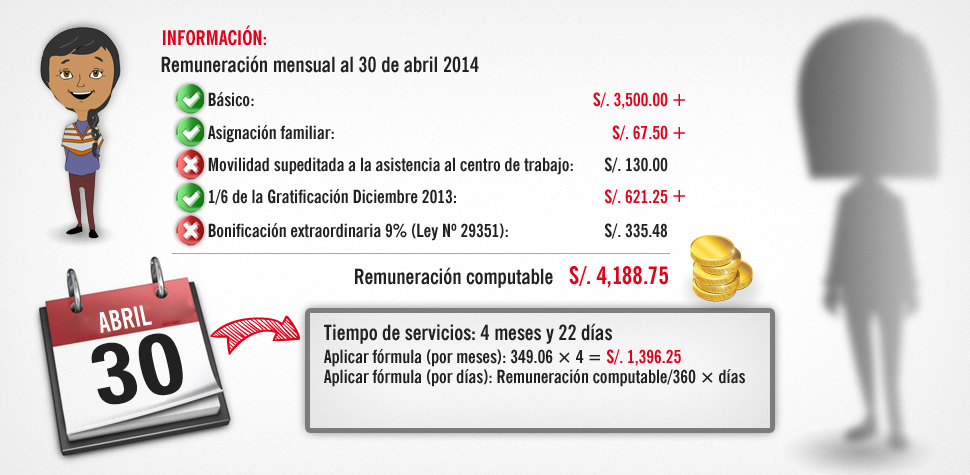 INFORMACIÓN:
Remuneración mensual al 30 de abril 2014
Básico: S/. 3,500.00 +
Asignación familiar: S/. 67.50 +
Movilidad supeditada a la asistencia al centro de trabajo: S/. 130.00
1/6 de la Gratificación Diciembre 2013: S/. 621.25 +
Bonificación extraordinaria 9% (Ley Nº 29351): S/. 335.48
Remuneración computable S/. 4,188.75
ABRIL
30
Tiempo de servicios: 4 meses y 22 días
Aplicar fórmula (por meses): 349.06 × 4 = S/. 1,396.25
Aplicar fórmula (por días): Remuneración computable/360 × días